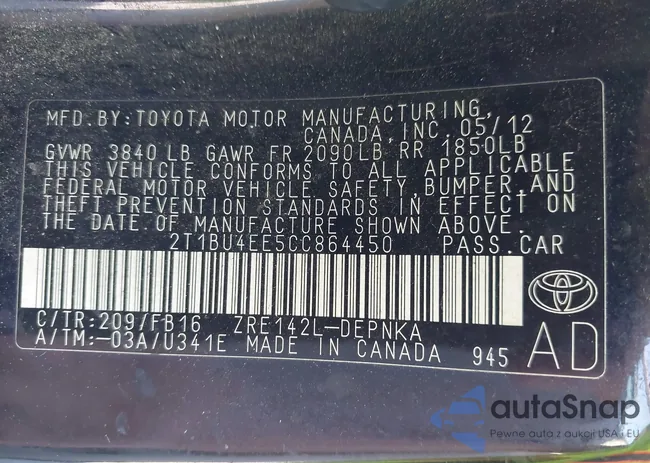 MFD.BY:TOYOTA MOTOR MANUFACTURING,
CANADA,INC. 05/12
GVWR 3840 LB GAWR FR 2090LB RR 1850LB
THIS VEHICLE CONFORMS TO ALL APPLICABLE
FEDERAL MOTOR VEHICLE SAFETY, BUMPER, AND
THEFT PREVENTION STANDARDS IN EFFECT ON
THE DATE OF MANUFACTURE SHOWN ABOVE.
2T1BU4EE5CC864450 PASS.CAR
C/TR:209/FB16 ZRE142L-DEPNKA
A/TM:-03A/U341E MADE IN CANADA 945
AD
autaSnap
Pewne auta z aukcji USA i EU